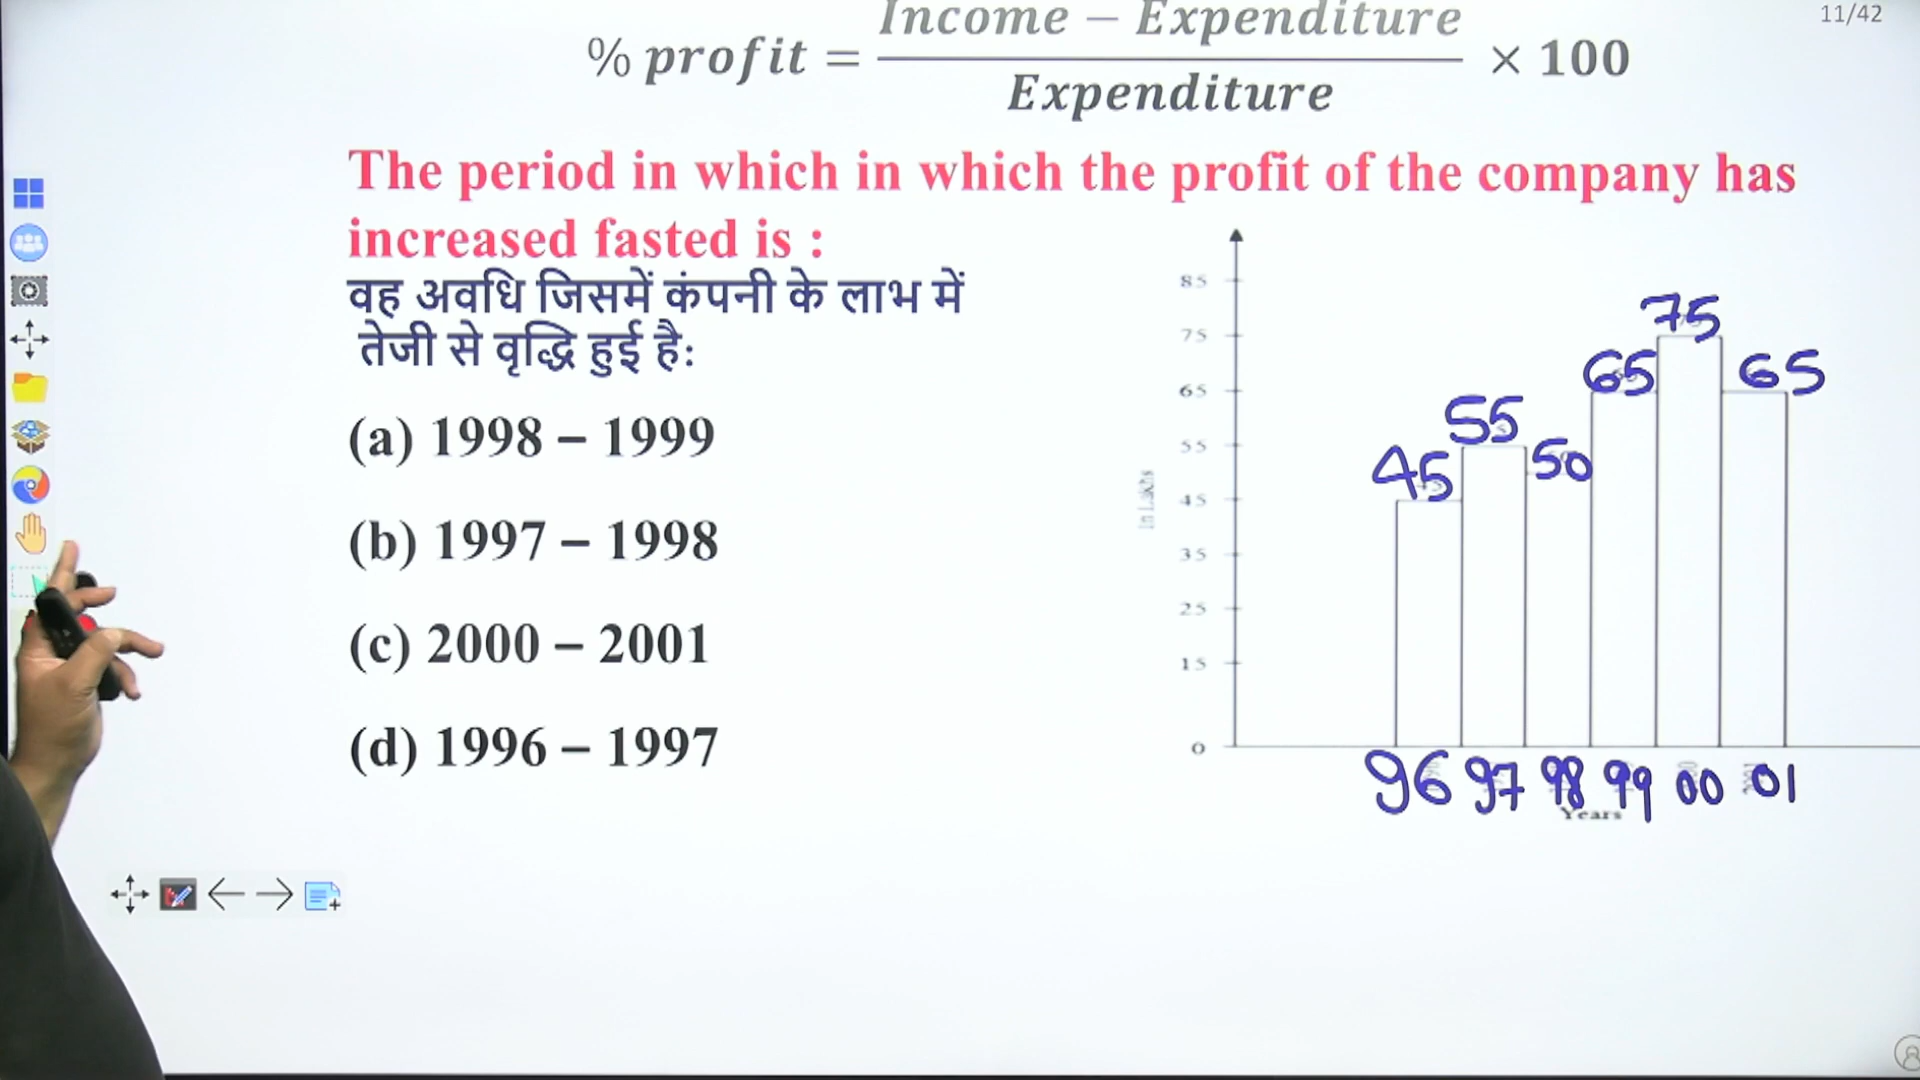 11/42
% profit = Income − Expenditure / Expenditure × 100
The period in which in which the profit of the company has
increased fasted is :
वह अवधि जिसमें कंपनी के लाभ में
तेजी से वृद्धि हुई है:
(a) 1998 – 1999
(b) 1997 – 1998
(c) 2000 – 2001
(d) 1996 – 1997
85
75
65
55
45
35
25
15
0
In Lakhs
45
55
50
65
75
65
96 97 98 99 00 01
Years